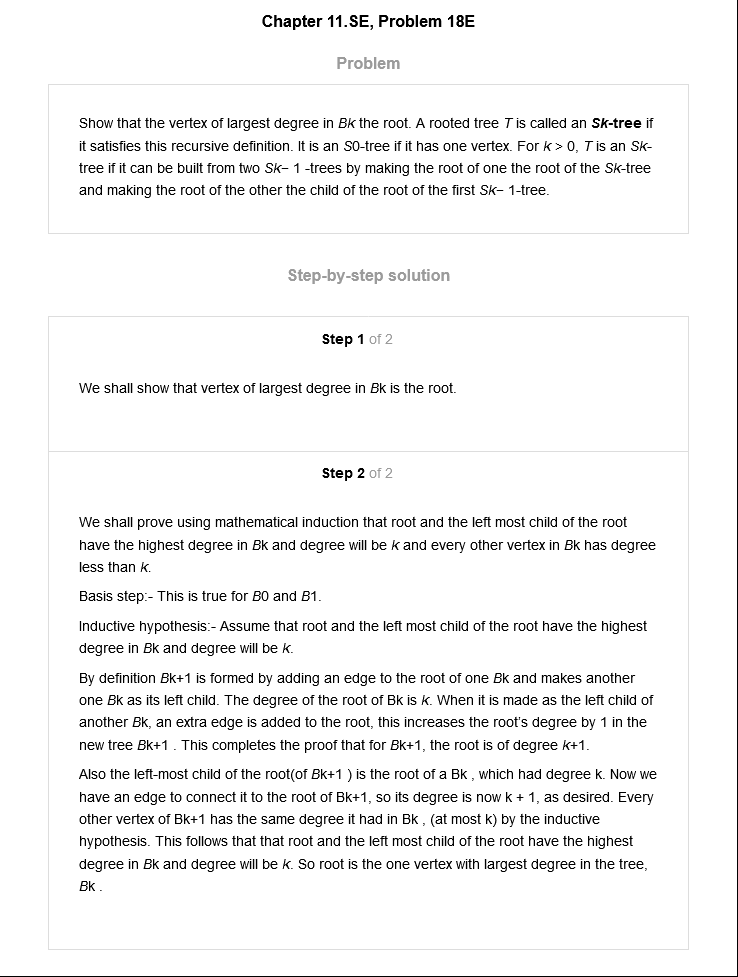 Chapter 11.SE, Problem 18E
Problem
Show that the vertex of largest degree in Bk the root. A rooted tree T is called an Sk-tree if
it satisfies this recursive definition. It is an S0-tree if it has one vertex. For k > 0, T is an Sk-
tree if it can be built from two Sk− 1 -trees by making the root of one the root of the Sk-tree
and making the root of the other the child of the root of the first Sk− 1-tree.
Step-by-step solution
Step 1 of 2
We shall show that vertex of largest degree in Bk is the root.
Step 2 of 2
We shall prove using mathematical induction that root and the left most child of the root
have the highest degree in Bk and degree will be k and every other vertex in Bk has degree
less than k.
Basis step:- This is true for B0 and B1.
Inductive hypothesis:- Assume that root and the left most child of the root have the highest
degree in Bk and degree will be k.
By definition Bk+1 is formed by adding an edge to the root of one Bk and makes another
one Bk as its left child. The degree of the root of Bk is k. When it is made as the left child of
another Bk, an extra edge is added to the root, this increases the root's degree by 1 in the
new tree Bk+1 . This completes the proof that for Bk+1, the root is of degree k+1.
Also the left-most child of the root(of Bk+1 ) is the root of a Bk , which had degree k. Now we
have an edge to connect it to the root of Bk+1, so its degree is now k + 1, as desired. Every
other vertex of Bk+1 has the same degree it had in Bk , (at most k) by the inductive
hypothesis. This follows that that root and the left most child of the root have the highest
degree in Bk and degree will be k. So root is the one vertex with largest degree in the tree,
Bk .